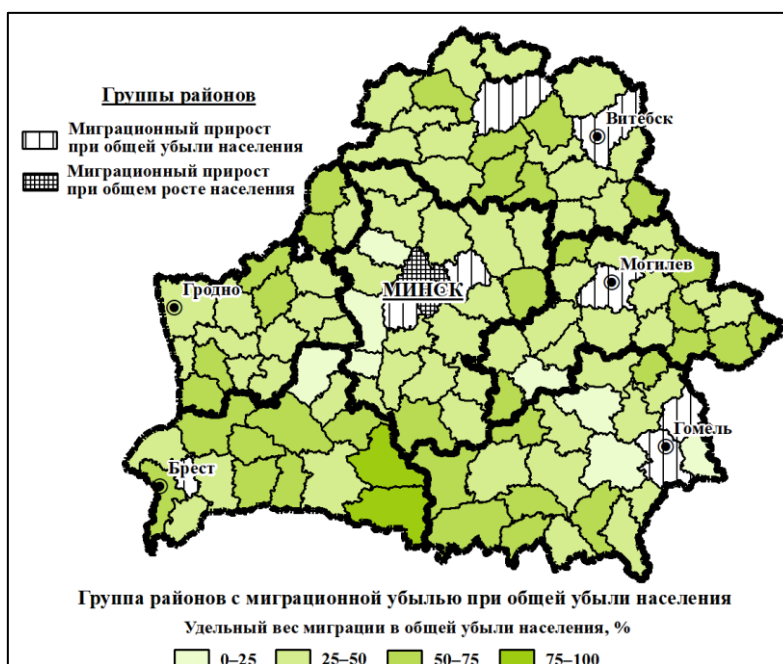 Группы районов
Миграционный прирост
при общей убыли населения
Миграционный прирост
при общем росте населения
Витебск
МИНСК
Могилев
Гродно
Гомель
Брест
Группа районов с миграционной убылью при общей убыли населения
Удельный вес миграции в общей убыли населения, %
0–25 25–50 50–75 75–100